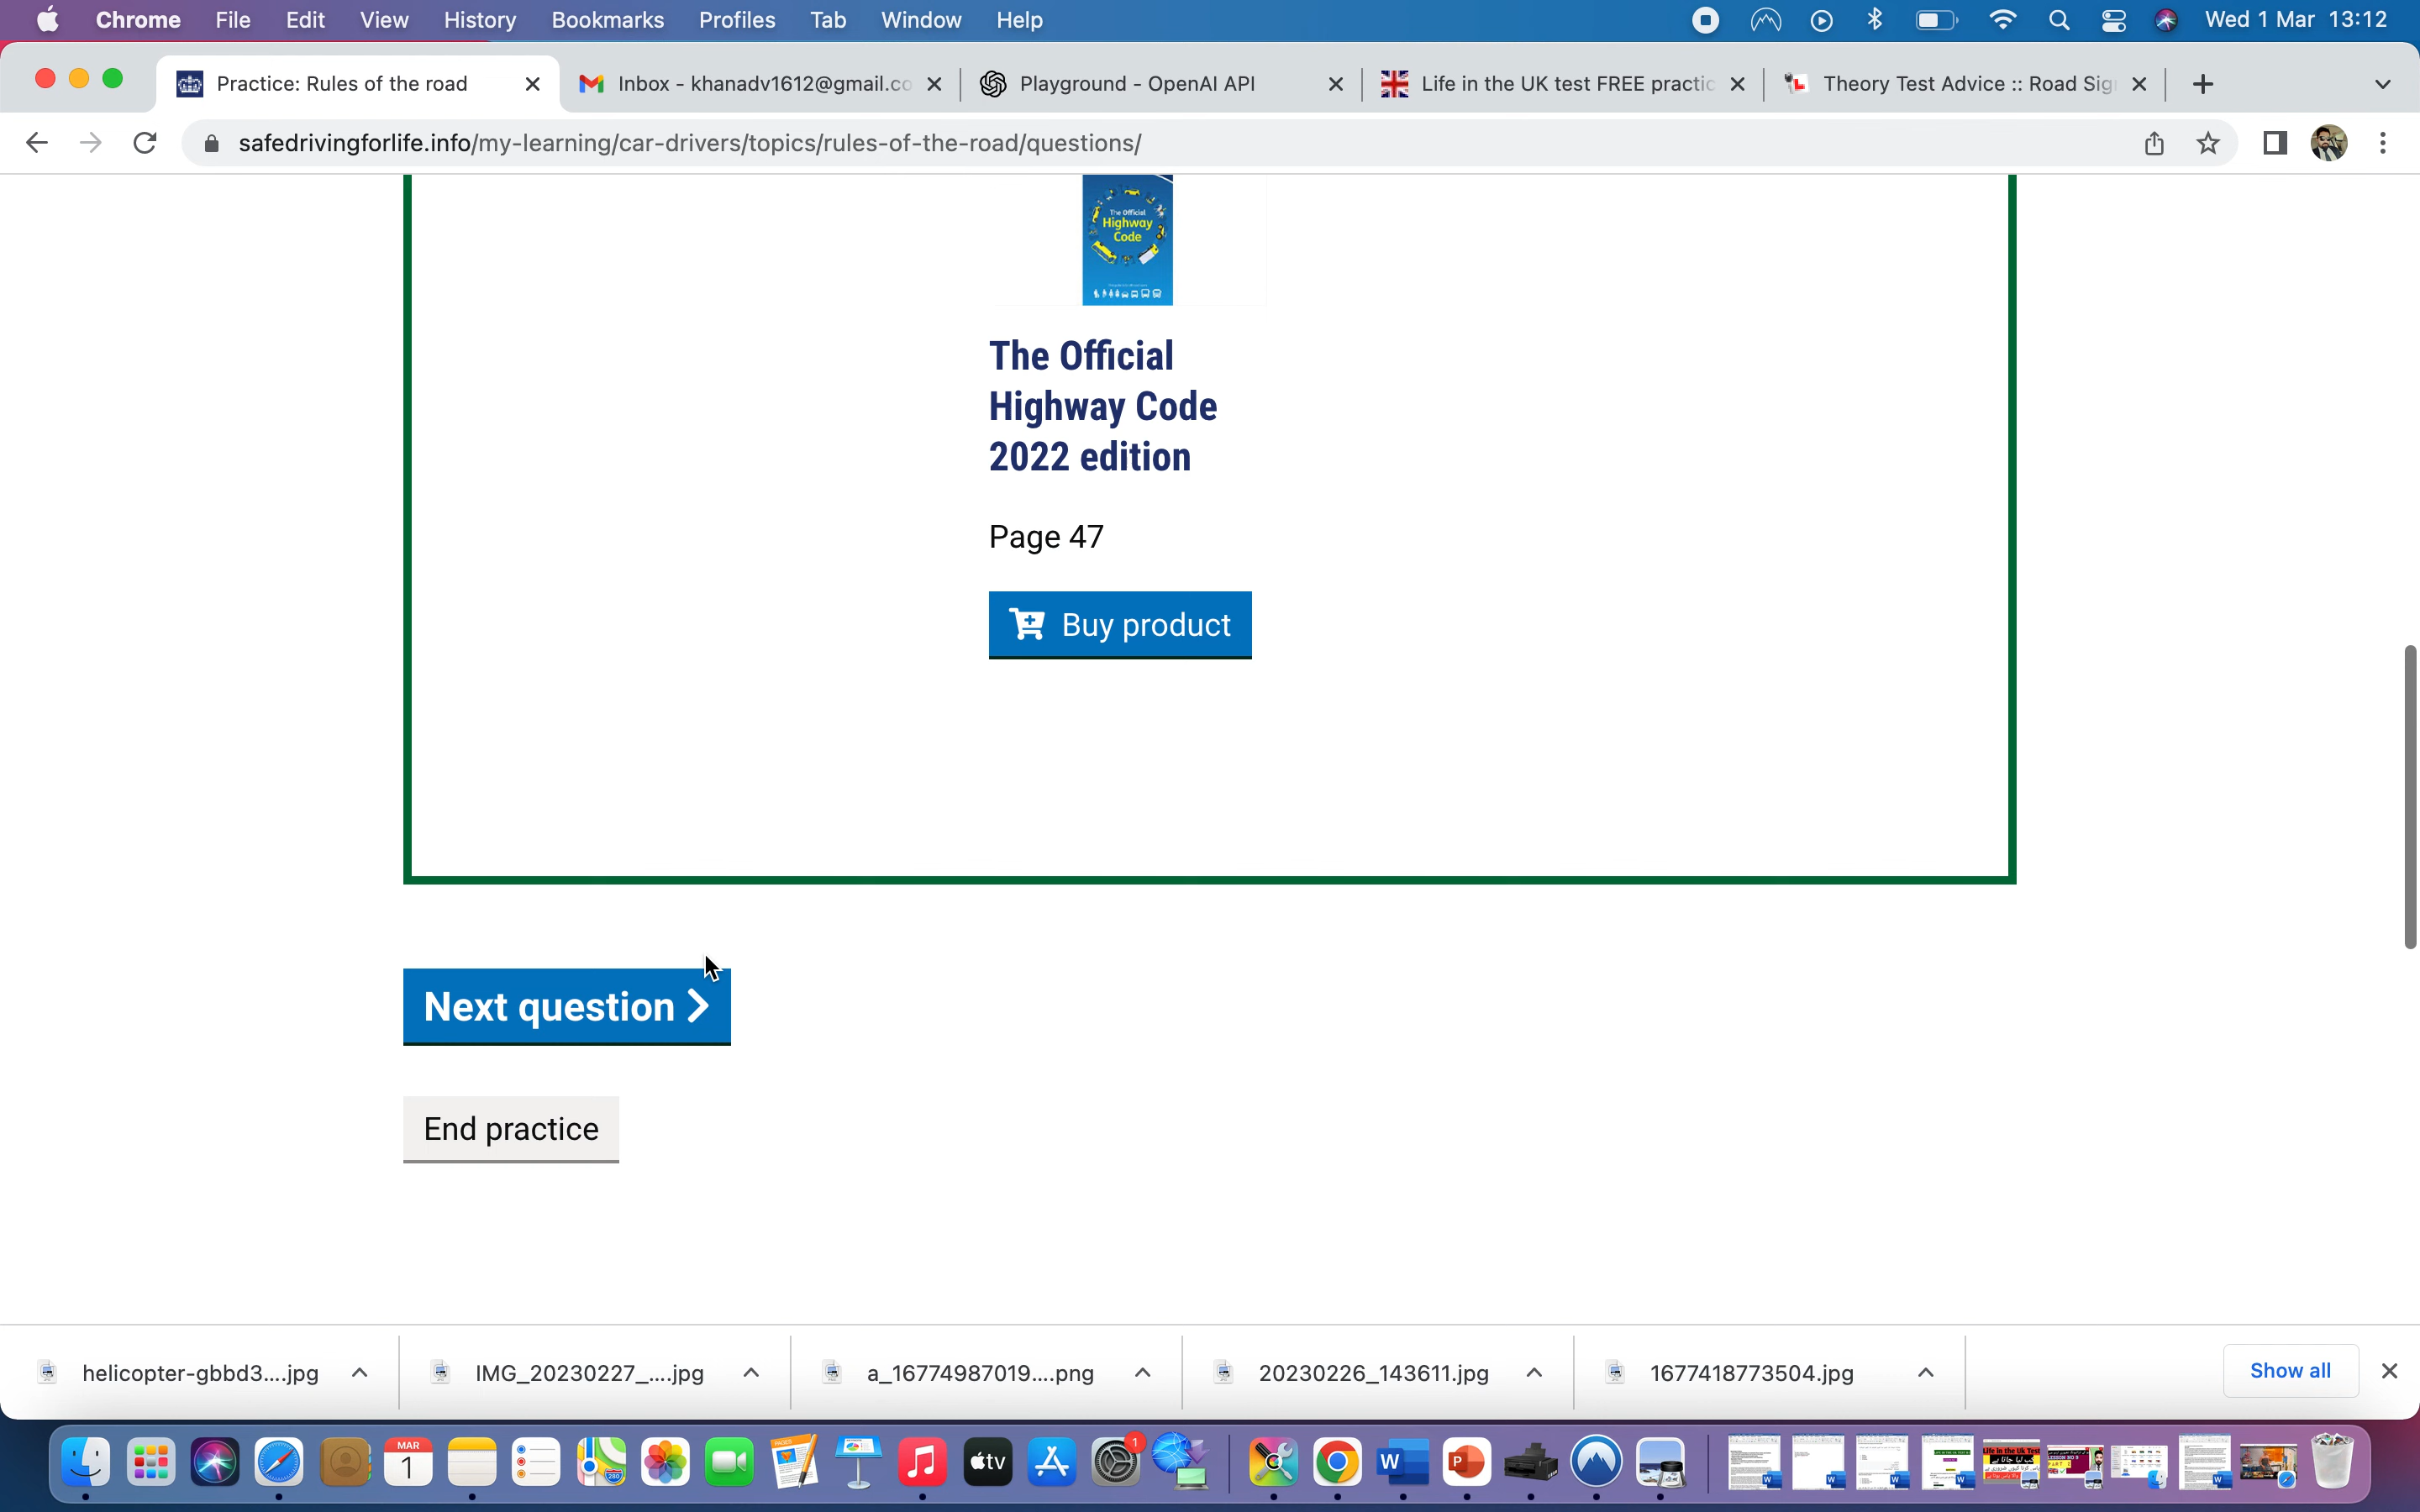 Chrome File Edit View History Bookmarks Profiles Tab Window Help Wed 1 Mar 13:12
Practice: Rules of the road Inbox - khanadv1612@gmail.co Playground - OpenAI API Life in the UK test FREE practic Theory Test Advice :: Road Sig
safedrivingforlife.info/my-learning/car-drivers/topics/rules-of-the-road/questions/
The Official
Highway
Code
The Official
Highway Code
2022 edition
Page 47
Buy product
Next question
End practice
helicopter-gbbd3....jpg IMG_20230227_....jpg a_16774987019....png 20230226_143611.jpg 1677418773504.jpg Show all
MAR
1
PAGES
280
tv
1
W
P